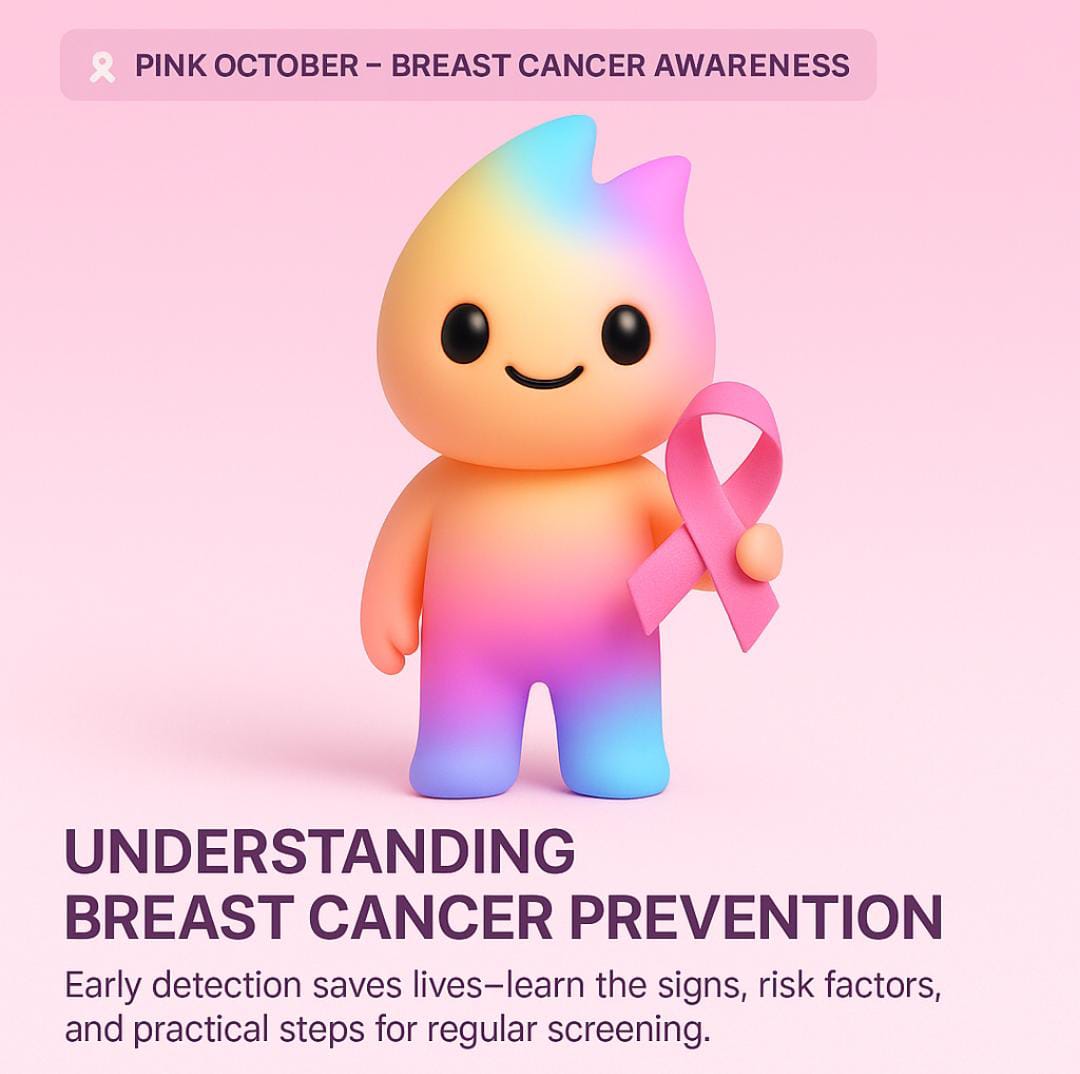 PINK OCTOBER – BREAST CANCER AWARENESS
UNDERSTANDING
BREAST CANCER PREVENTION
Early detection saves lives–learn the signs, risk factors,
and practical steps for regular screening.